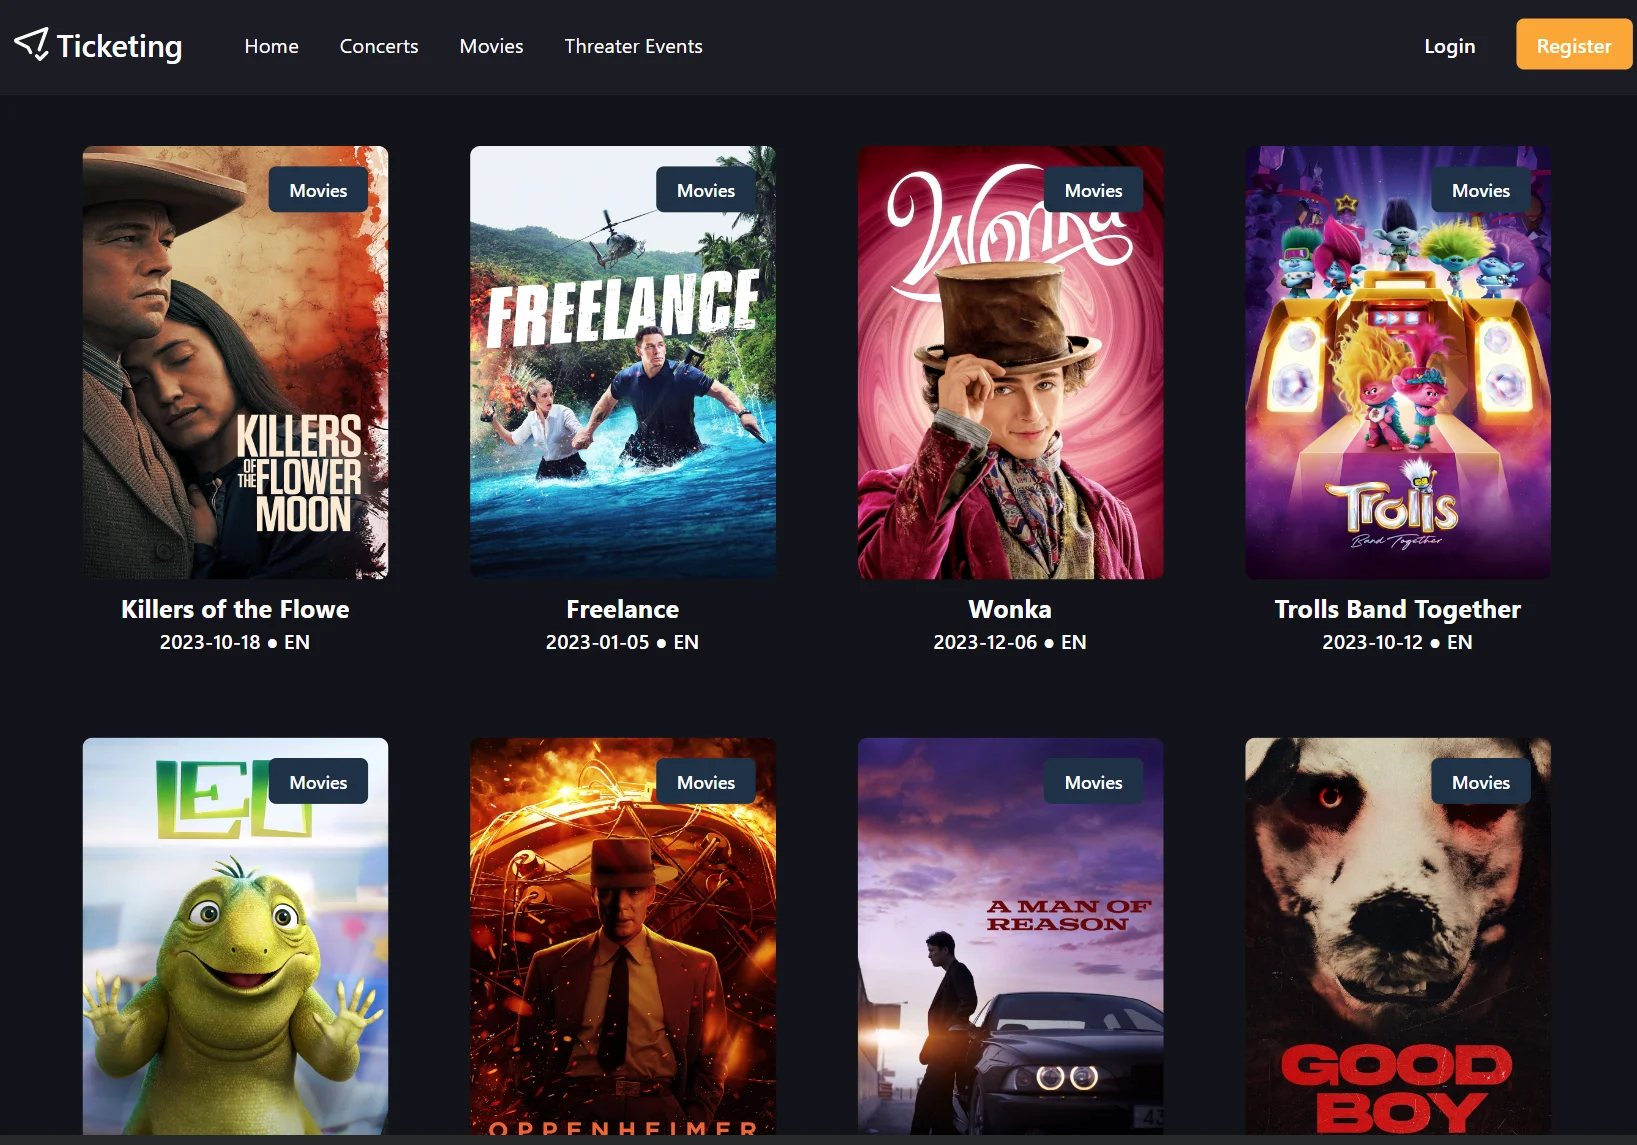 Ticketing
Home
Concerts
Movies
Threater Events
Login
Register
Movies
KILLERS
OF THE FLOWER
MOON
Killers of the Flowe
2023-10-18 ● EN
Movies
FREELANCE
Freelance
2023-01-05 ● EN
Movies
Wonka
Wonka
2023-12-06 ● EN
Movies
Trolls
Band Together
Trolls Band Together
2023-10-12 ● EN
Movies
LEO
Movies
OPPENHEIMER
Movies
A MAN OF
REASON
43
Movies
GOOD
BOY